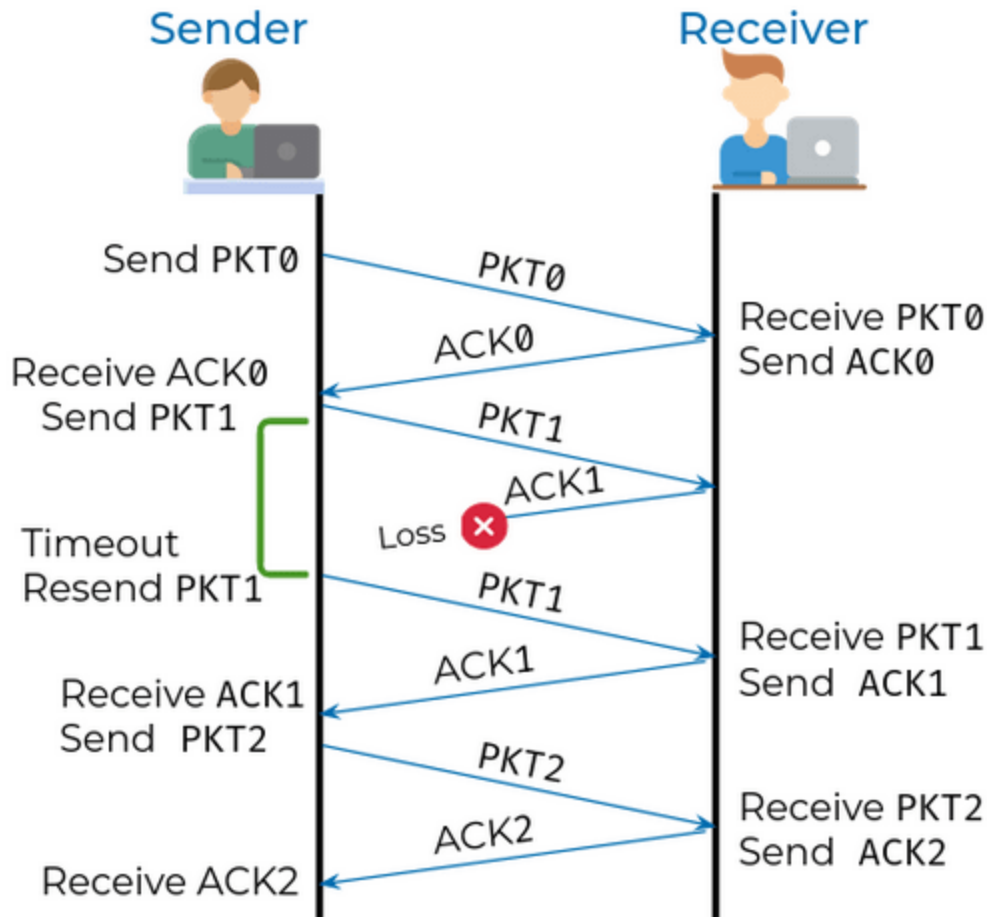 Sender
Receiver
Send PKT0
PKT0
Receive PKT0
Send ACK0
ACK0
Receive ACK0
Send PKT1
PKT1
ACK1
Loss
Timeout
Resend PKT1
PKT1
Receive PKT1
Send ACK1
ACK1
Receive ACK1
Send PKT2
PKT2
Receive PKT2
Send ACK2
ACK2
Receive ACK2